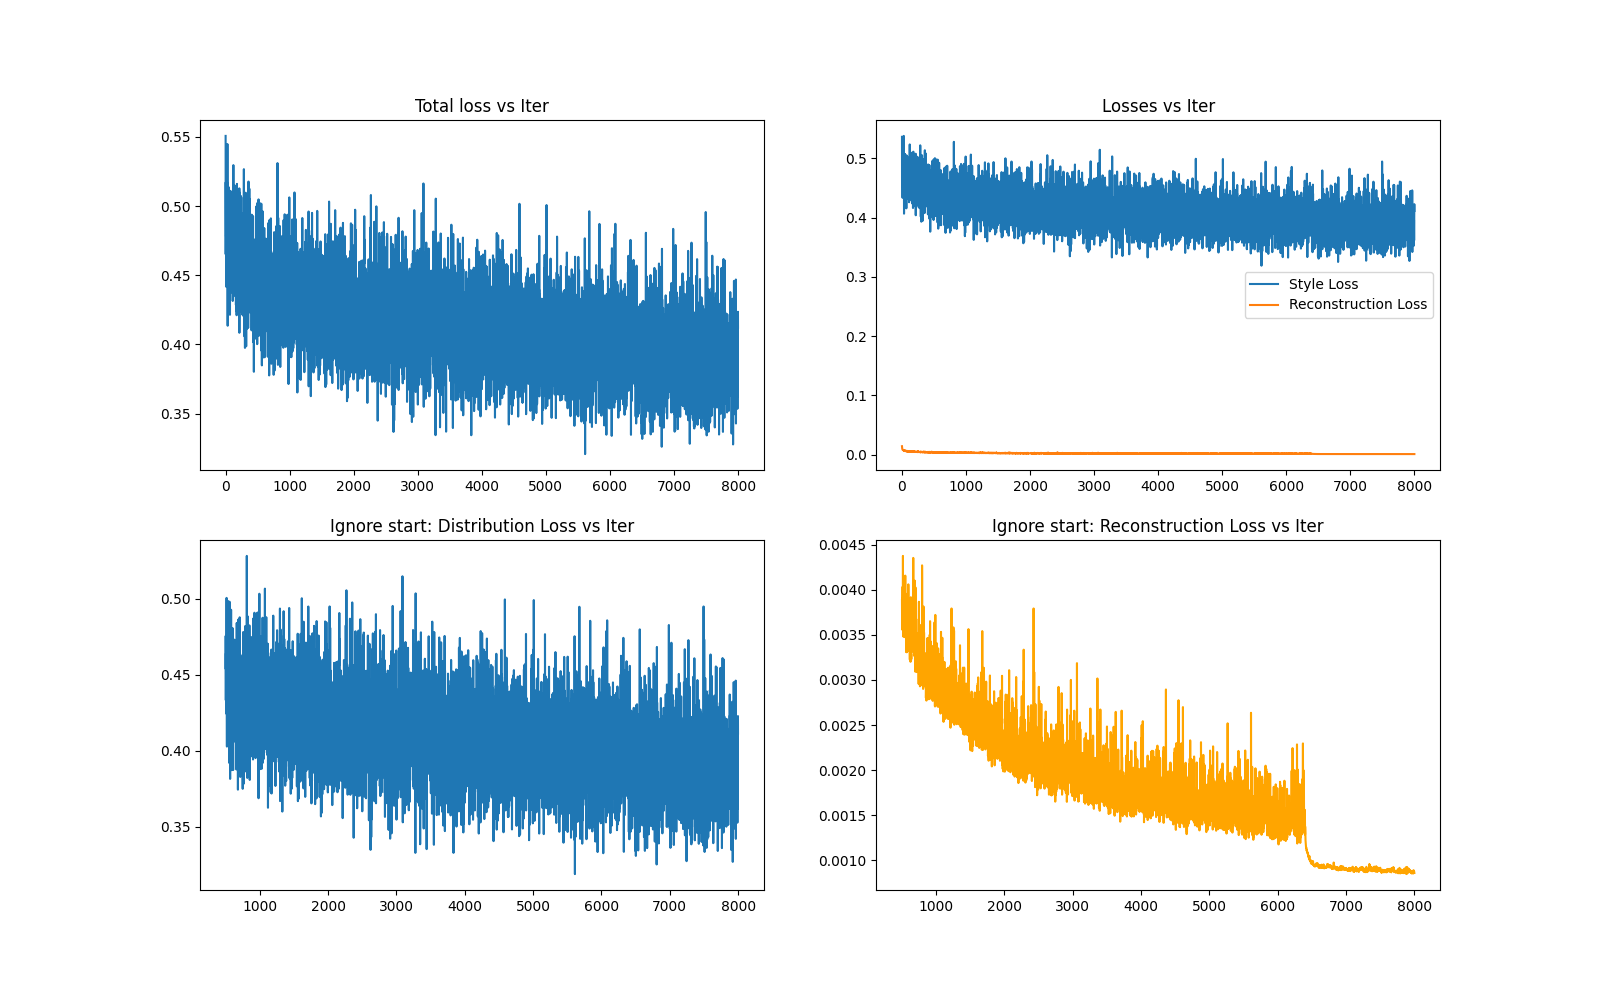 Total loss vs Iter
0.55
0.50
0.45
0.40
0.35
0 1000 2000 3000 4000 5000 6000 7000 8000
Losses vs Iter
0.5
0.4
0.3
0.2
0.1
0.0
Style Loss
Reconstruction Loss
0 1000 2000 3000 4000 5000 6000 7000 8000
Ignore start: Distribution Loss vs Iter
0.50
0.45
0.40
0.35
1000 2000 3000 4000 5000 6000 7000 8000
Ignore start: Reconstruction Loss vs Iter
0.0045
0.0040
0.0035
0.0030
0.0025
0.0020
0.0015
0.0010
1000 2000 3000 4000 5000 6000 7000 8000